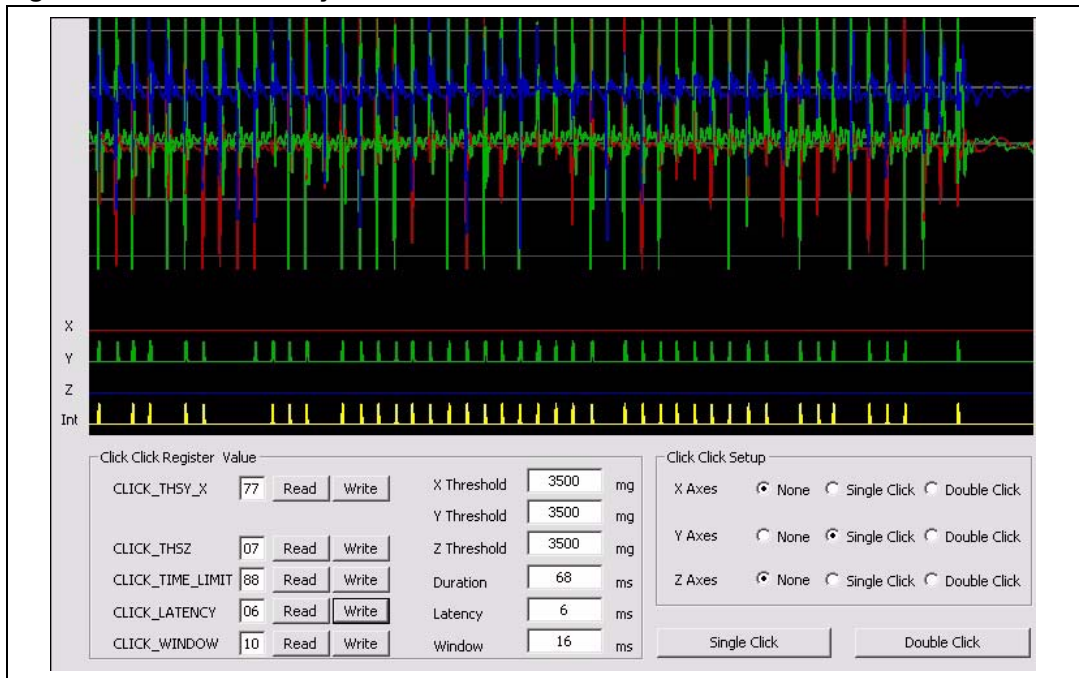 X
Y
Z
Int
Click Click Register Value
CLICK_THSY_X 77 Read Write X Threshold 3500 mg
Y Threshold 3500 mg
CLICK_THSZ 07 Read Write Z Threshold 3500 mg
CLICK_TIME_LIMIT 88 Read Write Duration 68 ms
CLICK_LATENCY 06 Read Write Latency 6 ms
CLICK_WINDOW 10 Read Write Window 16 ms
Click Click Setup
X Axes None Single Click Double Click
Y Axes None Single Click Double Click
Z Axes None Single Click Double Click
Single Click Double Click